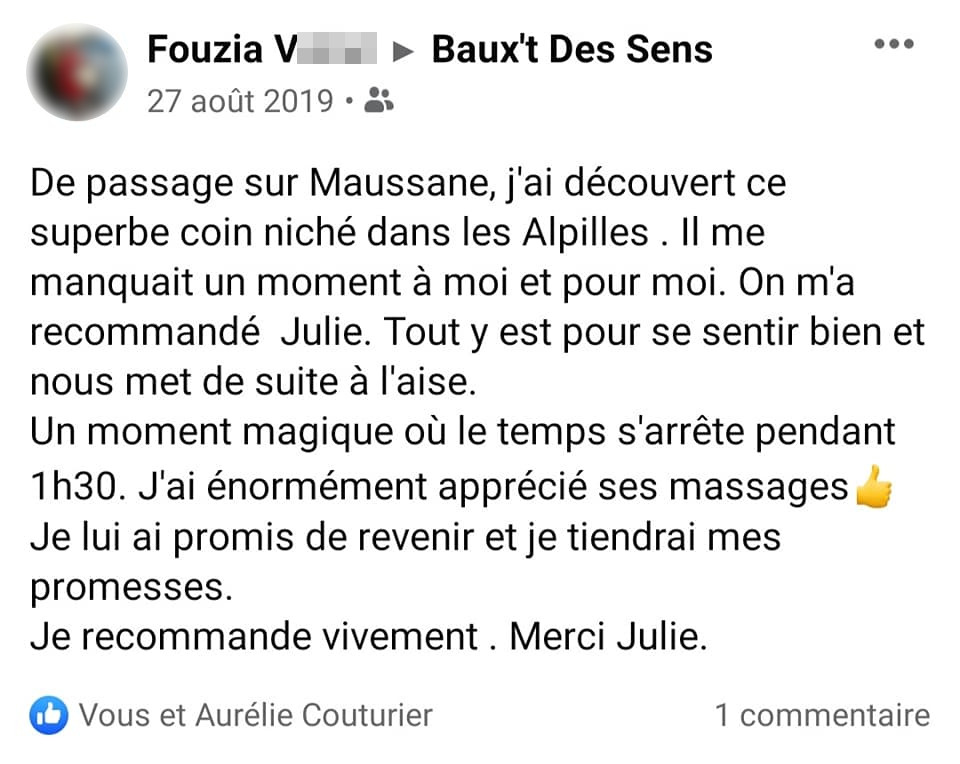 Fouzia V ▶ Baux't Des Sens
27 août 2019 •
De passage sur Maussane, j'ai découvert ce
superbe coin niché dans les Alpilles . Il me
manquait un moment à moi et pour moi. On m'a
recommandé  Julie. Tout y est pour se sentir bien et
nous met de suite à l'aise.
Un moment magique où le temps s'arrête pendant
1h30. J'ai énormément apprécié ses massages👍
Je lui ai promis de revenir et je tiendrai mes
promesses.
Je recommande vivement . Merci Julie.
Vous et Aurélie Couturier
1 commentaire